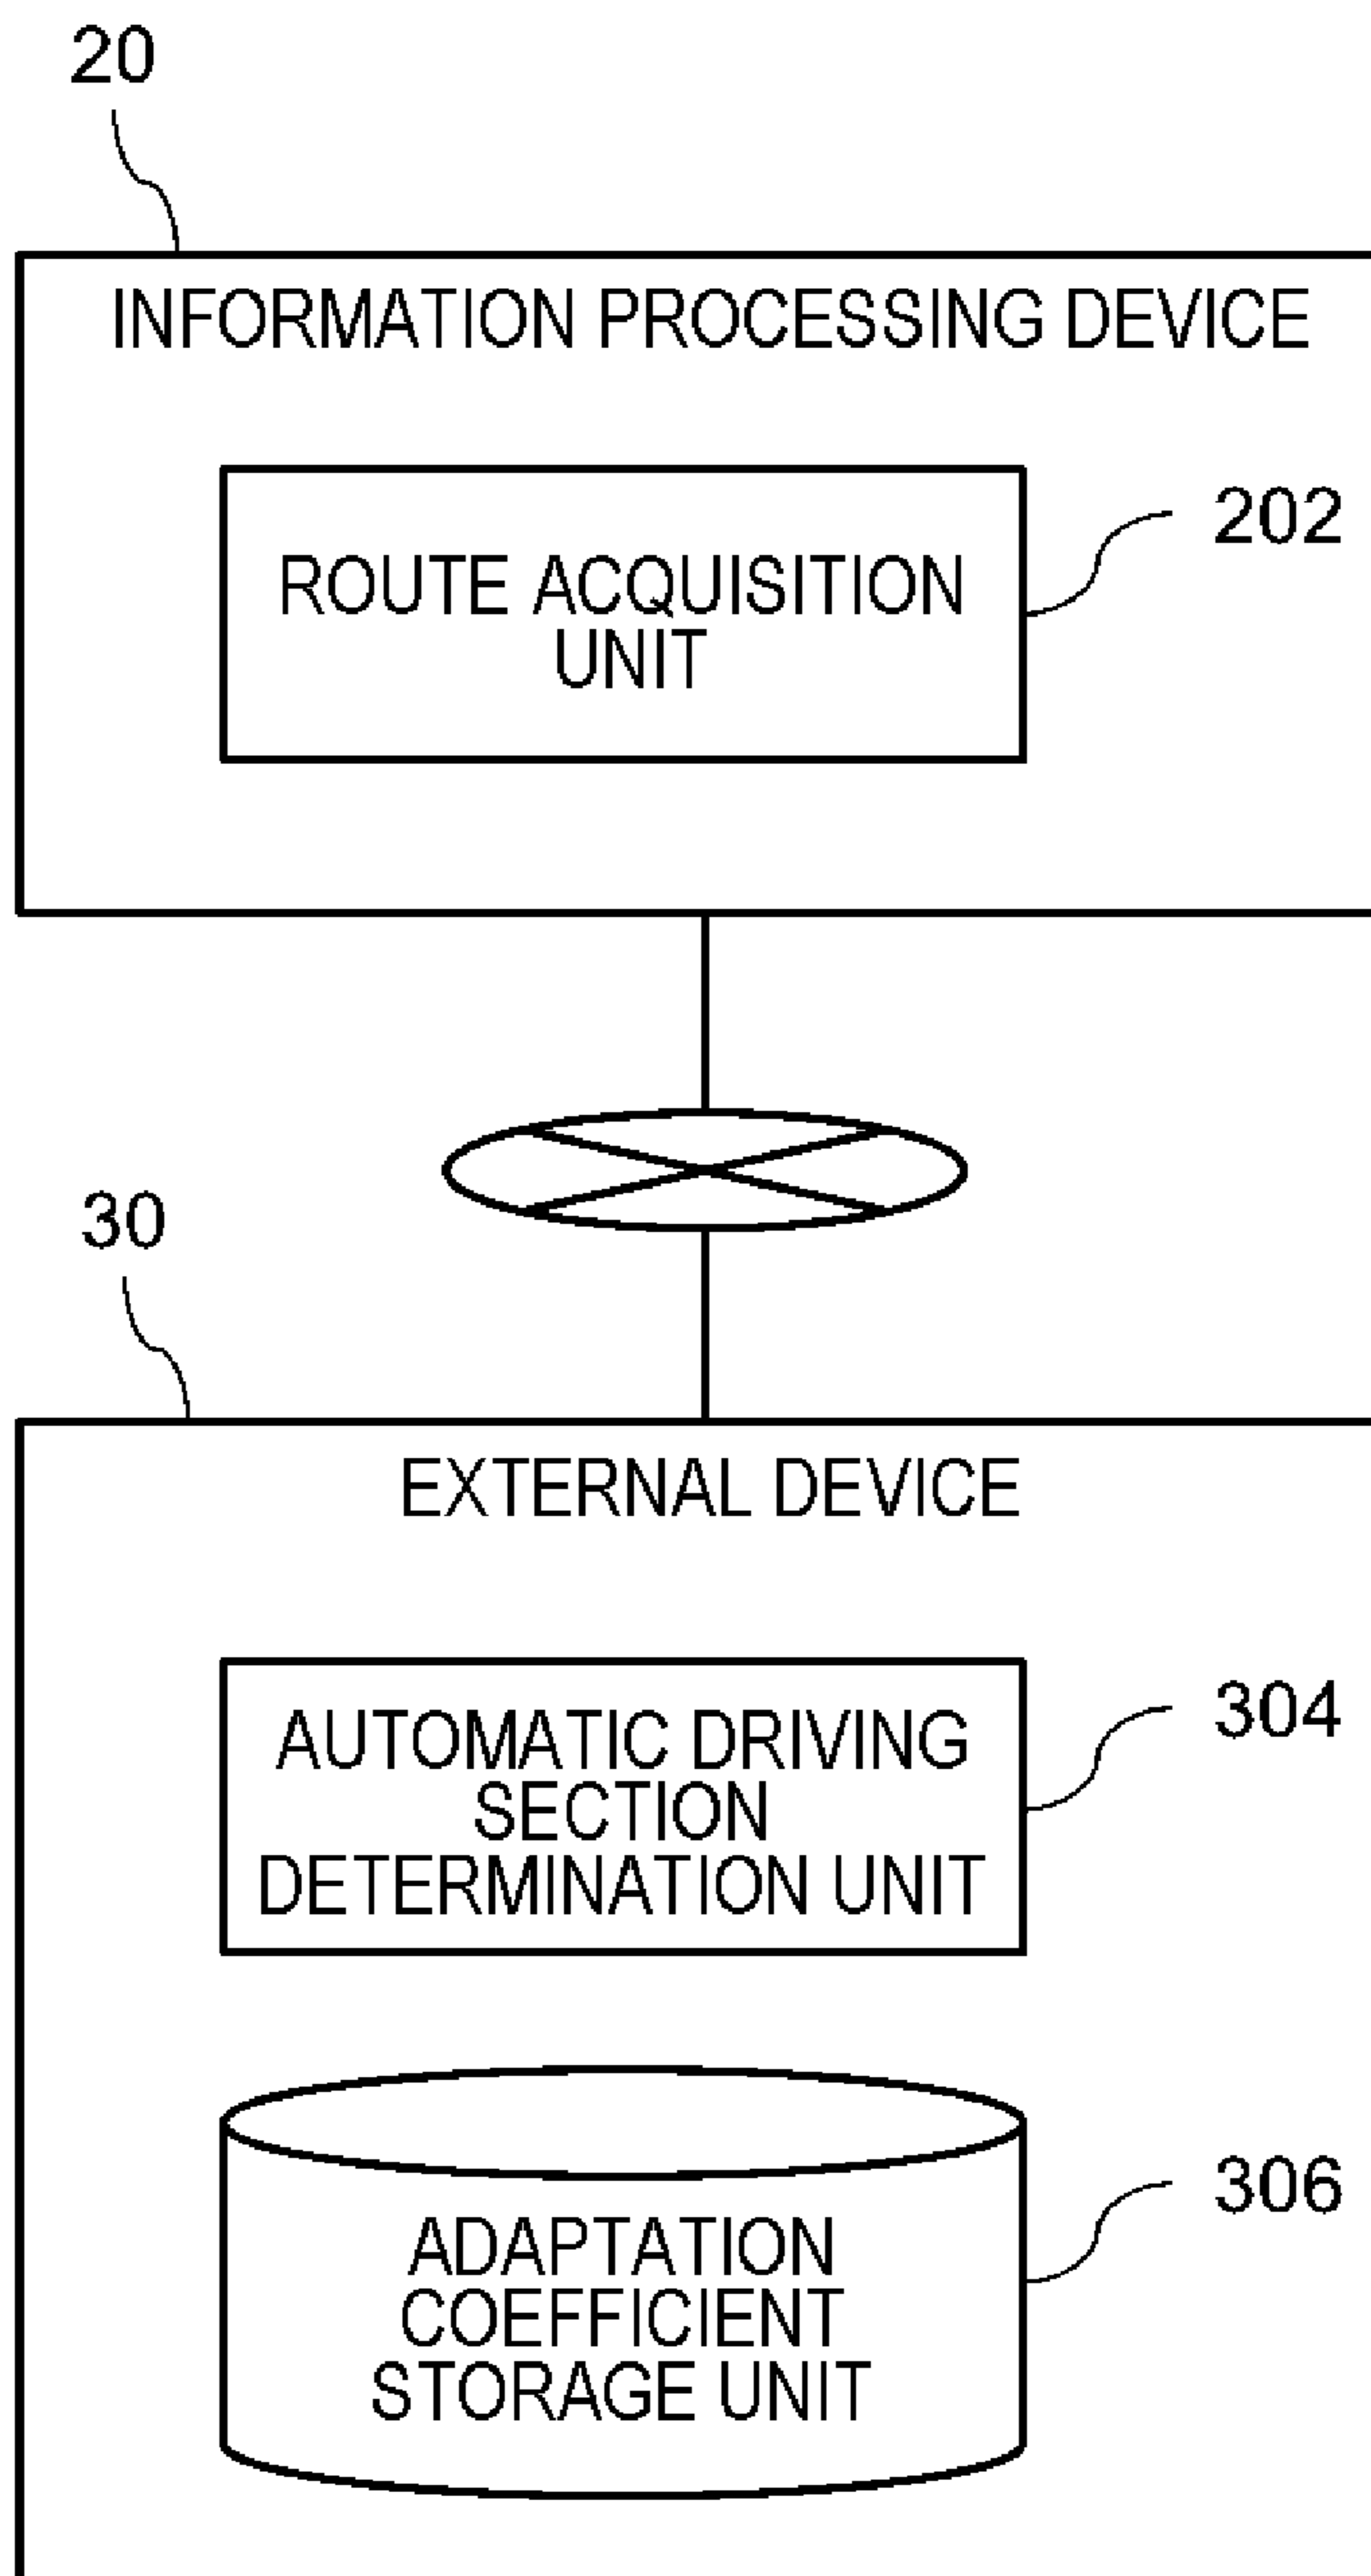 20
INFORMATION PROCESSING DEVICE
ROUTE ACQUISITION
UNIT
202
30
EXTERNAL DEVICE
AUTOMATIC DRIVING
SECTION
DETERMINATION UNIT
304
ADAPTATION
COEFFICIENT
STORAGE UNIT
306